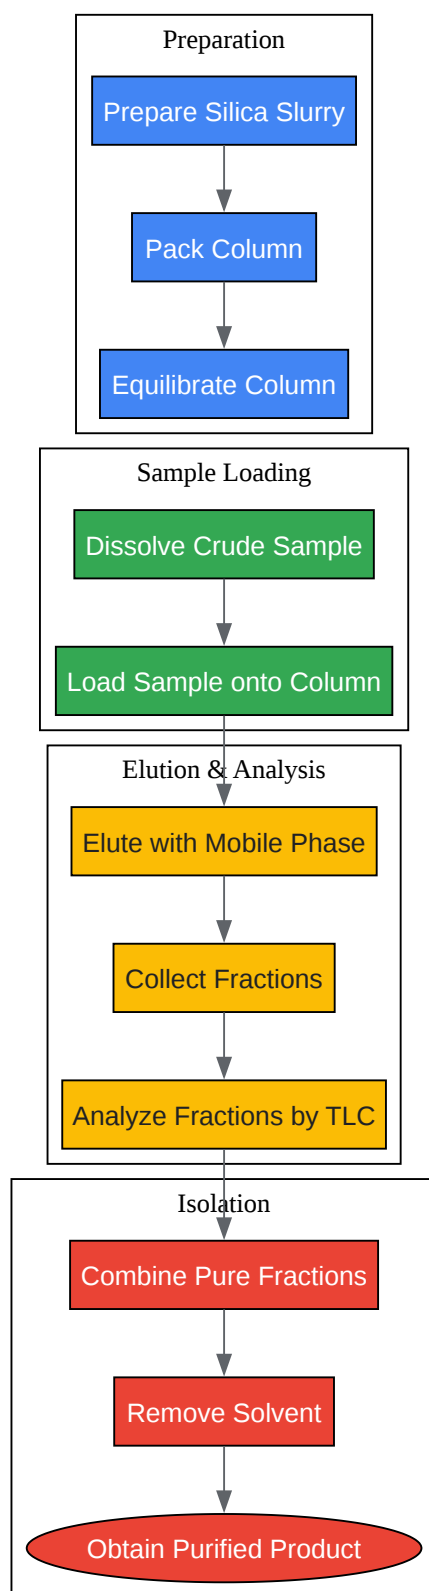 Preparation
Prepare Silica Slurry
Pack Column
Equilibrate Column
Sample Loading
Dissolve Crude Sample
Load Sample onto Column
Elution & Analysis
Elute with Mobile Phase
Collect Fractions
Analyze Fractions by TLC
Isolation
Combine Pure Fractions
Remove Solvent
Obtain Purified Product